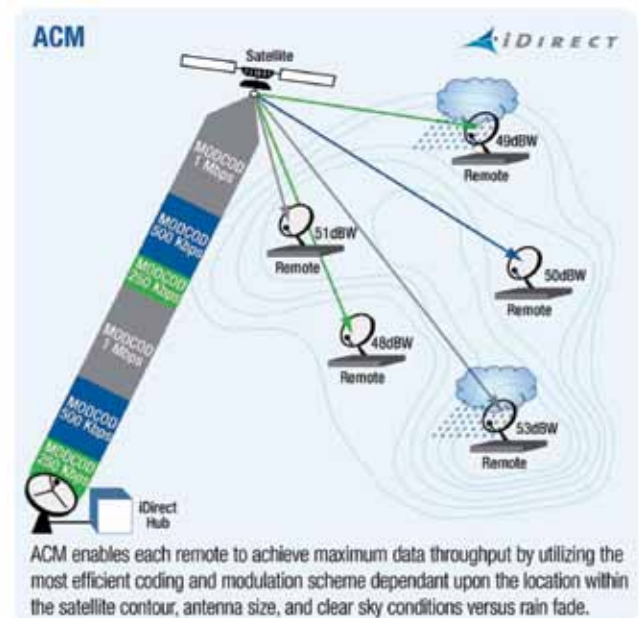 ACM
iDIRECT
Satellite
MODCOD
1 Mbps
MODCOD
500 Kbps
MODCOD
250 Kbps
MODCOD
1 Mbps
MODCOD
500 Kbps
MODCOD
250 Kbps
49dBW
Remote
51dBW
Remote
50dBW
Remote
48dBW
Remote
53dBW
Remote
iDirect
Hub
ACM enables each remote to achieve maximum data throughput by utilizing the
most efficient coding and modulation scheme dependant upon the location within
the satellite contour, antenna size, and clear sky conditions versus rain fade.